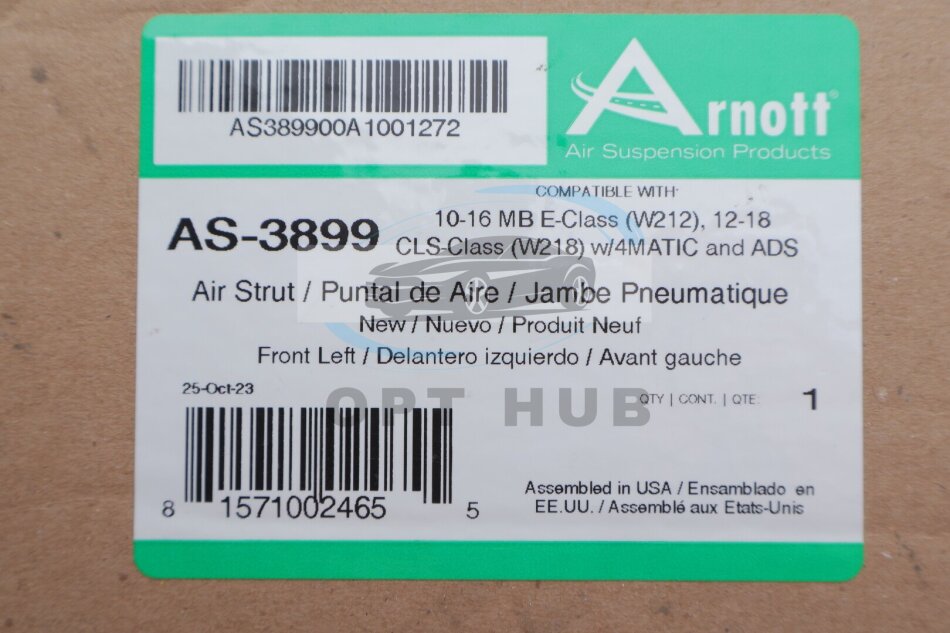 AS389900A1001272
Arnott®
Air Suspension Products
COMPATIBLE WITH:
AS-3899
10-16 MB E-Class (W212), 12-18
CLS-Class (W218) w/4MATIC and ADS
Air Strut / Puntal de Aire / Jambe Pneumatique
New / Nuevo / Produit Neuf
Front Left / Delantero izquierdo / Avant gauche
25-Oct-23
OPT HUB
QTY | CONT. | QTE: 1
8 1571002465 5
Assembled in USA / Ensamblado en
EE.UU. / Assemblé aux Etats-Unis